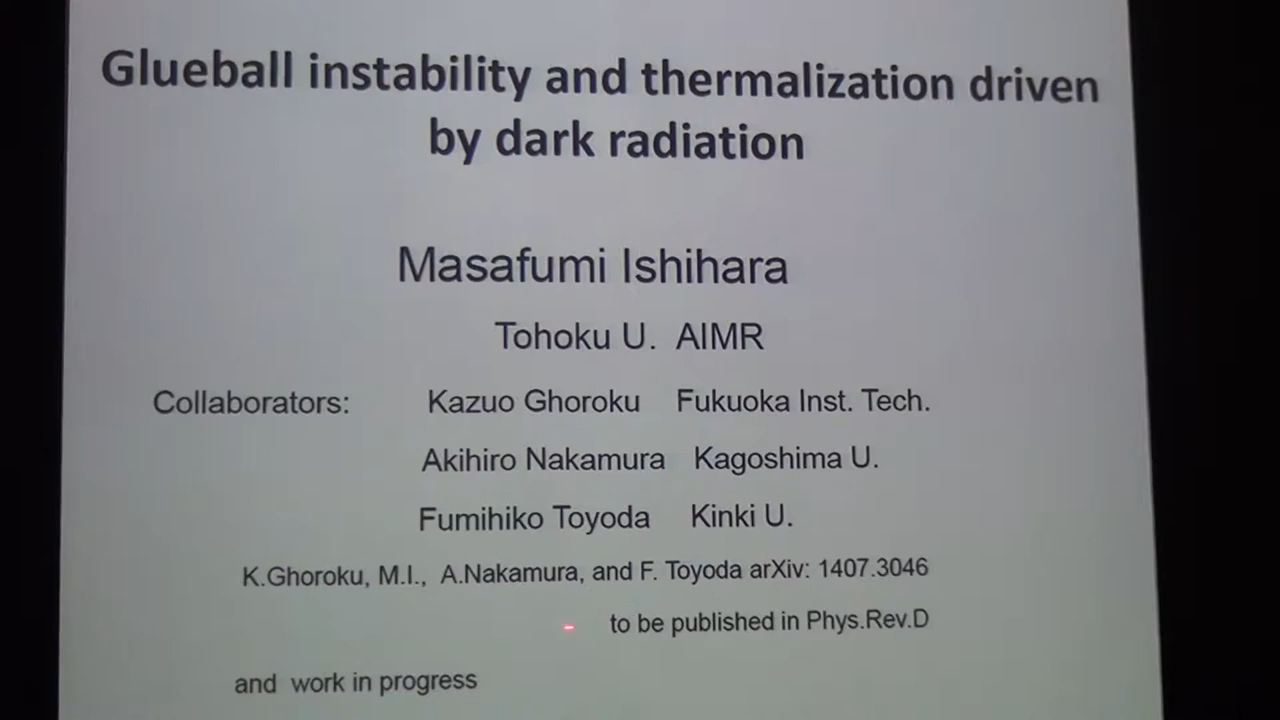 Glueball instability and thermalization driven
by dark radiation
Masafumi Ishihara
Tohoku U. AIMR
Collaborators: Kazuo Ghoroku Fukuoka Inst. Tech.
Akihiro Nakamura Kagoshima U.
Fumihiko Toyoda Kinki U.
K.Ghoroku, M.I., A.Nakamura, and F. Toyoda arXiv: 1407.3046
to be published in Phys.Rev.D
and work in progress